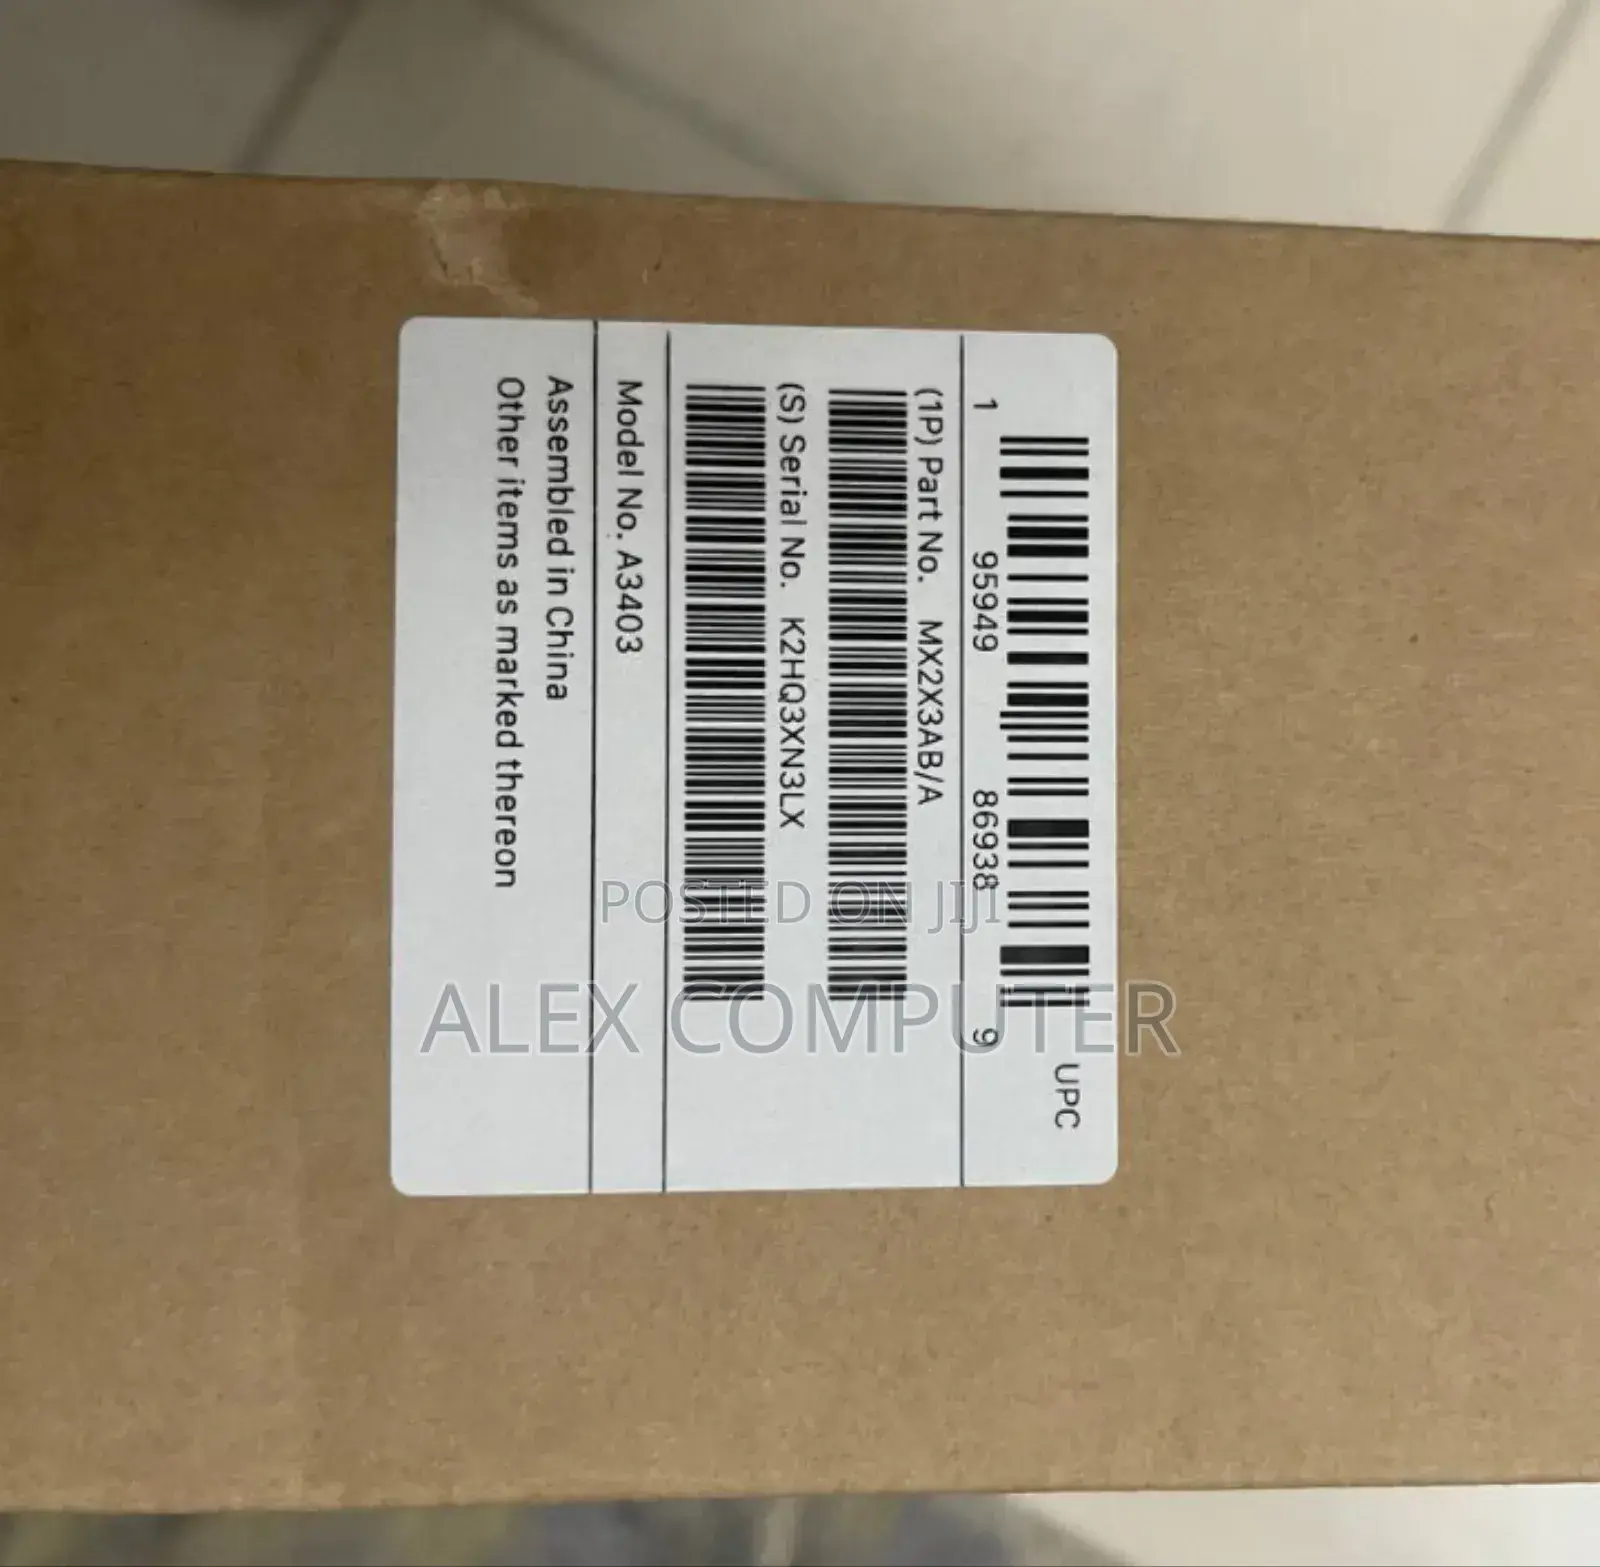 UPC
1 95949 86938 9
(1P) Part No. MX2X3AB/A
(S) Serial No. K2HQ3XN3LX
Model No. A3403
Assembled in China
Other items as marked thereon
POSTED ON JIJI
ALEX COMPUTER